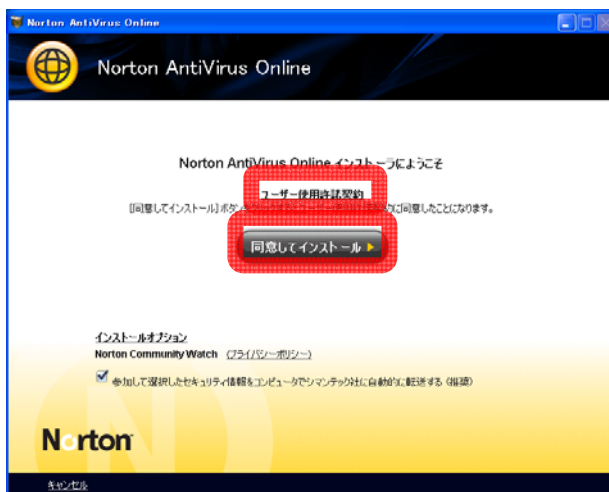 Norton AntiVirus Online
Norton AntiVirus Online
Norton AntiVirus Online インストーラにようこそ
ユーザー使用許諾契約
[同意してインストール]ボタン に同意したことになります。
同意してインストール
インストールオプション
Norton Community Watch (プライバシーポリシー)
参加して選択したセキュリティ情報をコンピュータでシマンテック社に自動的に転送する (推奨)
Norton
キャンセル